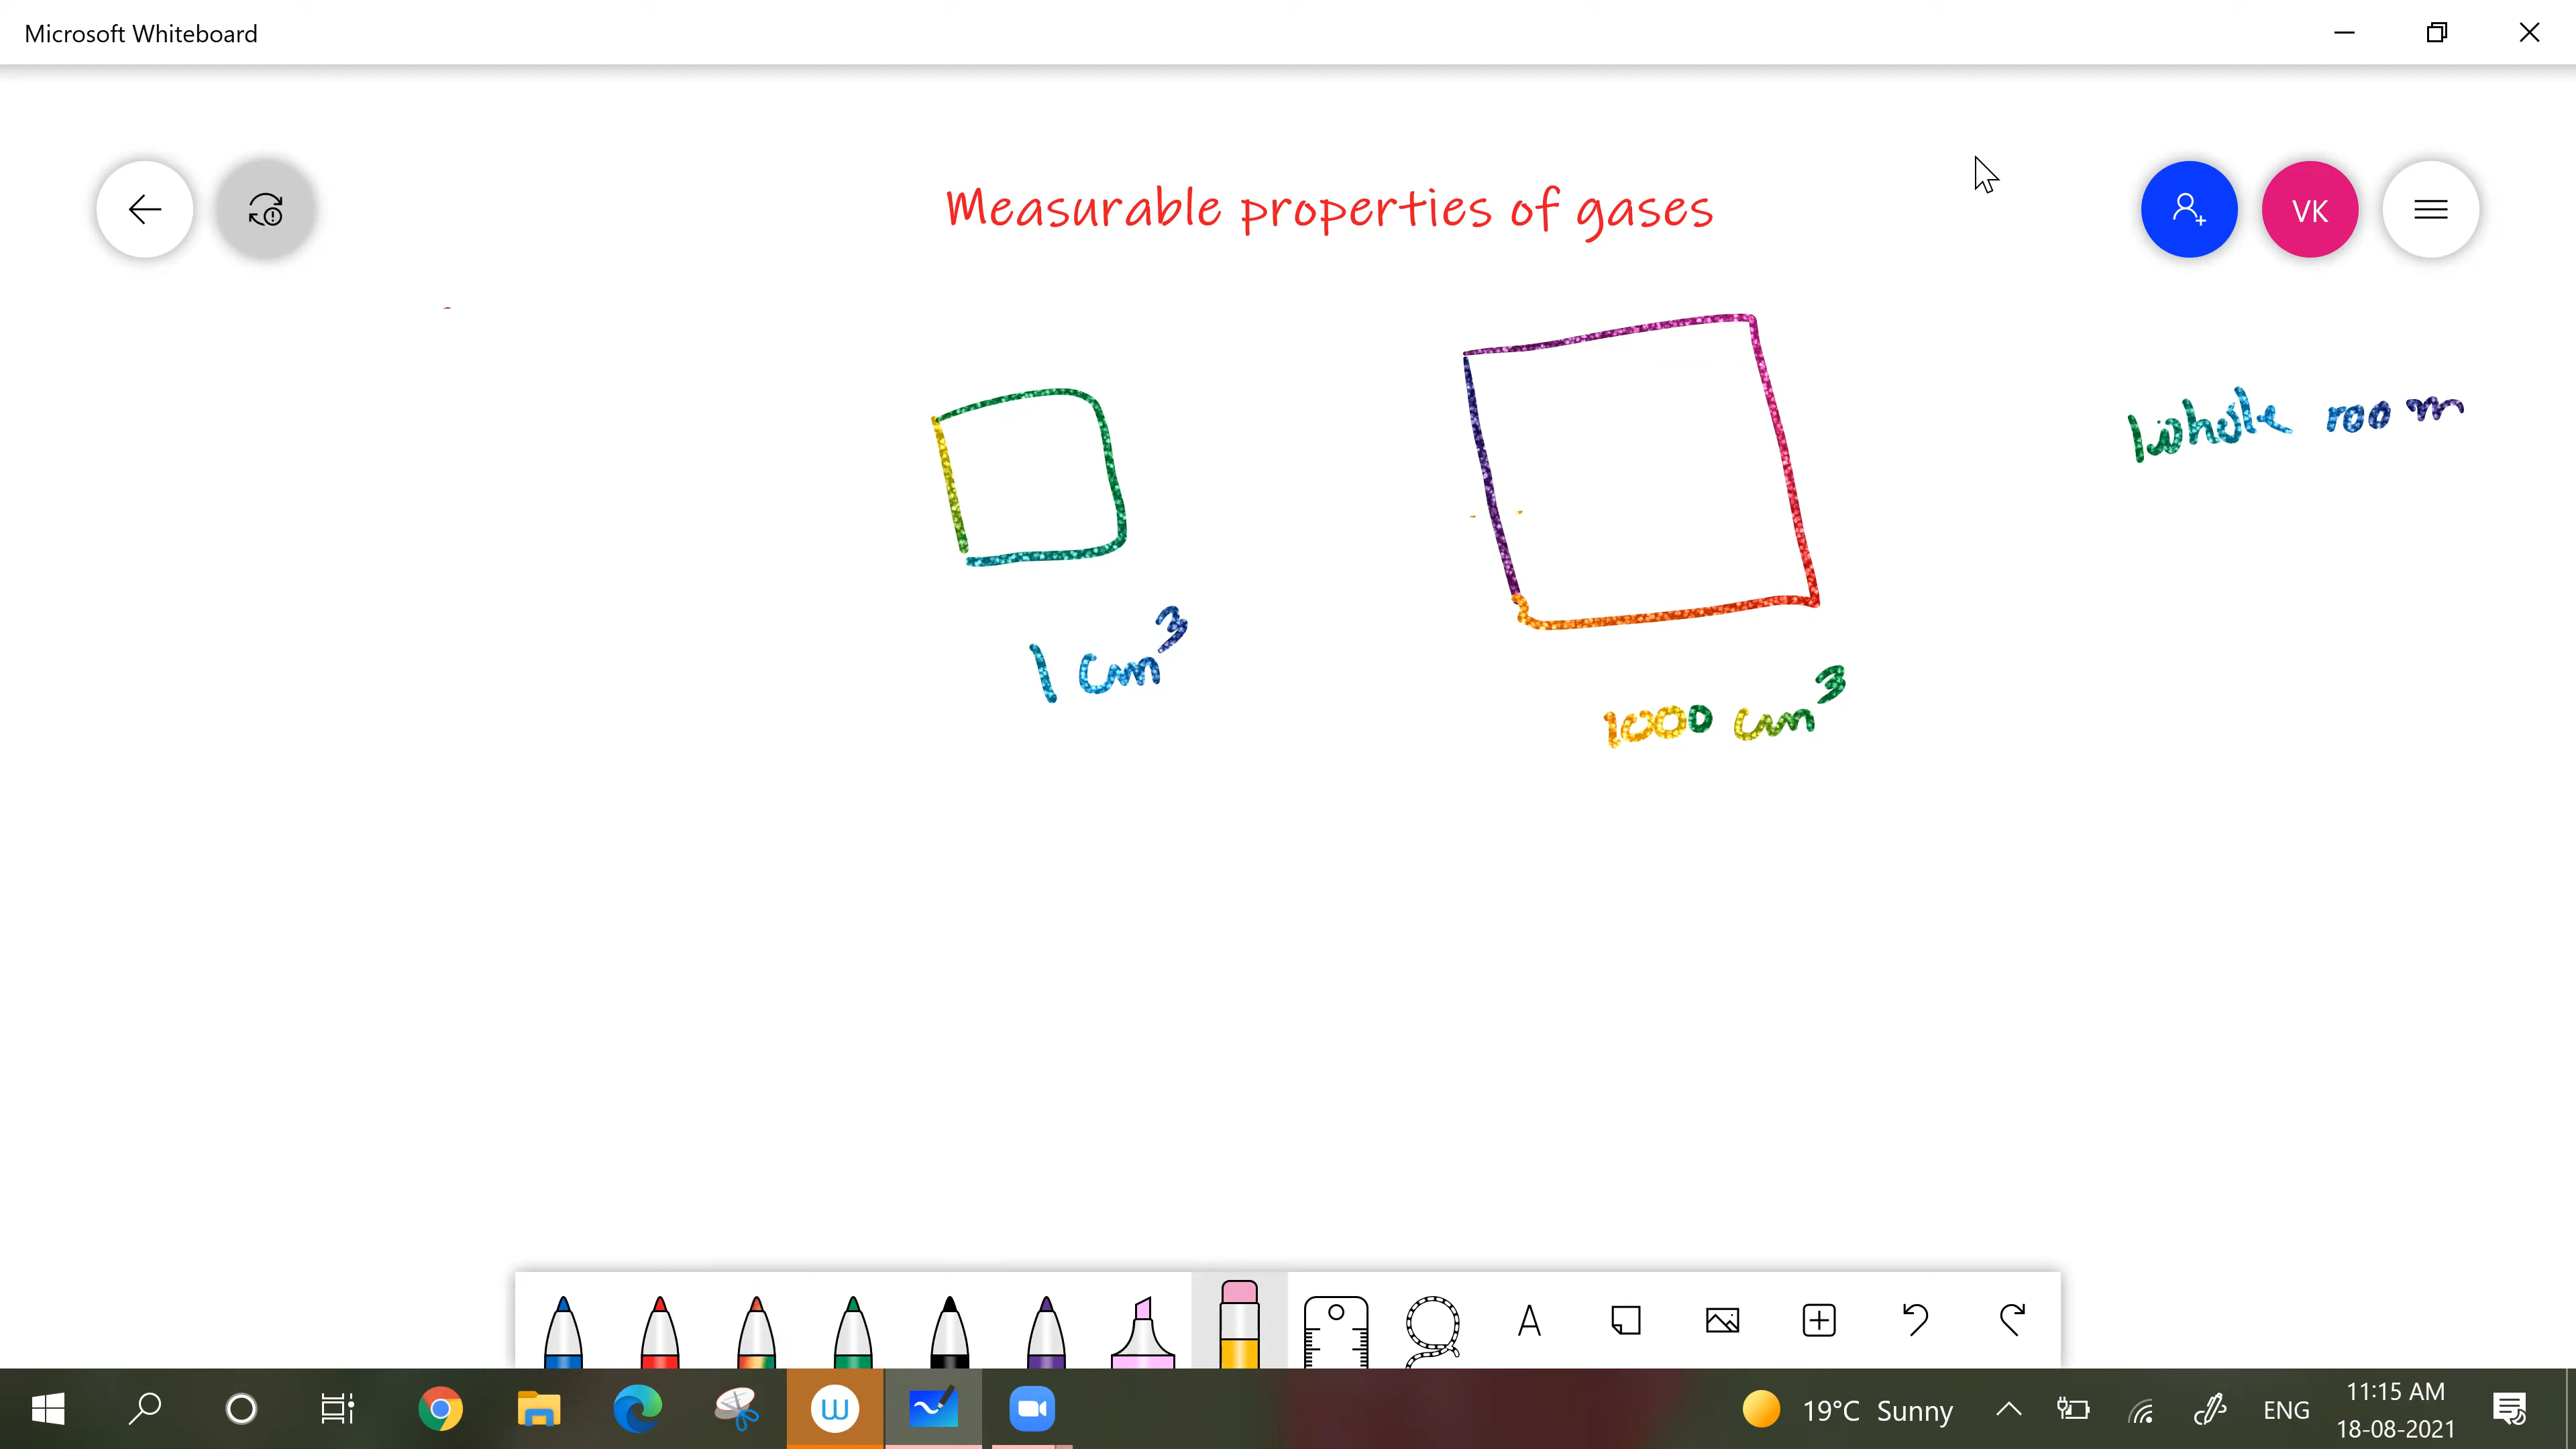 Microsoft Whiteboard
Measurable properties of gases
VK
Whole room
1 cm³
1000 cm³
A
19°C Sunny
ENG
11:15 AM
18-08-2021